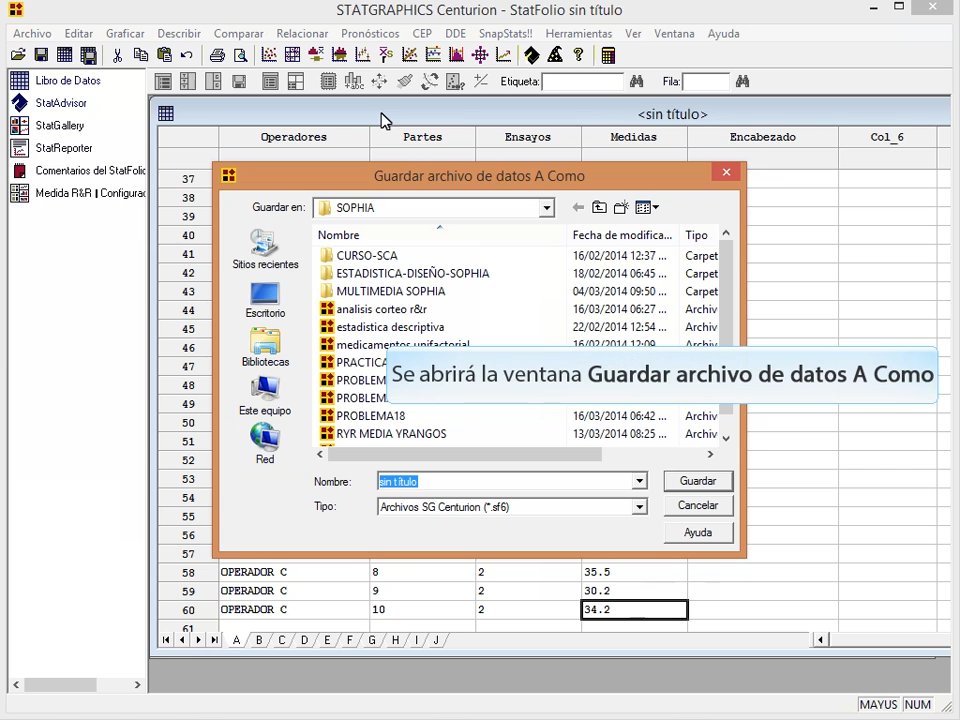 STATGRAPHICS Centurion - StatFolio sin título
Archivo Editar Graficar Describir Comparar Relacionar Pronósticos CEP DDE SnapStats!! Herramientas Ver Ventana Ayuda
Etiqueta: Fila:
Libro de Datos
StatAdvisor
StatGallery
StatReporter
Comentarios del StatFolio
Medida R&R || Configurac
<sin título>
Operadores Partes Ensayos Medidas Encabezado Col_6
37
38
39
40
41
42
43
44
45
46
47
48
49
50
51
52
53
54
55
56
57
58 OPERADOR C 8 2 35.5
59 OPERADOR C 9 2 30.2
60 OPERADOR C 10 2 34.2
61
A B C D E F G H I J
Guardar archivo de datos A Como
Guardar en: SOPHIA
Sitios recientes
Escritorio
Bibliotecas
Este equipo
Red
Nombre Fecha de modifica... Tipo
CURSO-SCA 16/02/2014 12:37 ... Carpet
ESTADISTICA-DISEÑO-SOPHIA 18/02/2014 06:45 ... Carpet
MULTIMEDIA SOPHIA 04/03/2014 09:50 ... Carpet
analisis corteo r&r 16/03/2014 06:27 ... Archiv
estadistica descriptiva 22/02/2014 12:54 ... Archiv
medicamentos unifactorial 16/02/2014 12:09
PRACTICA
PROBLEM
PROBLEM
PROBLEMA18 16/03/2014 06:42 ... Archiv
RYR MEDIA YRANGOS 13/03/2014 08:25 ... Archiv
Se abrirá la ventana Guardar archivo de datos A Como
Nombre: sin título Guardar
Tipo: Archivos SG Centurion (*.sf6) Cancelar
Ayuda
MAYUS NUM